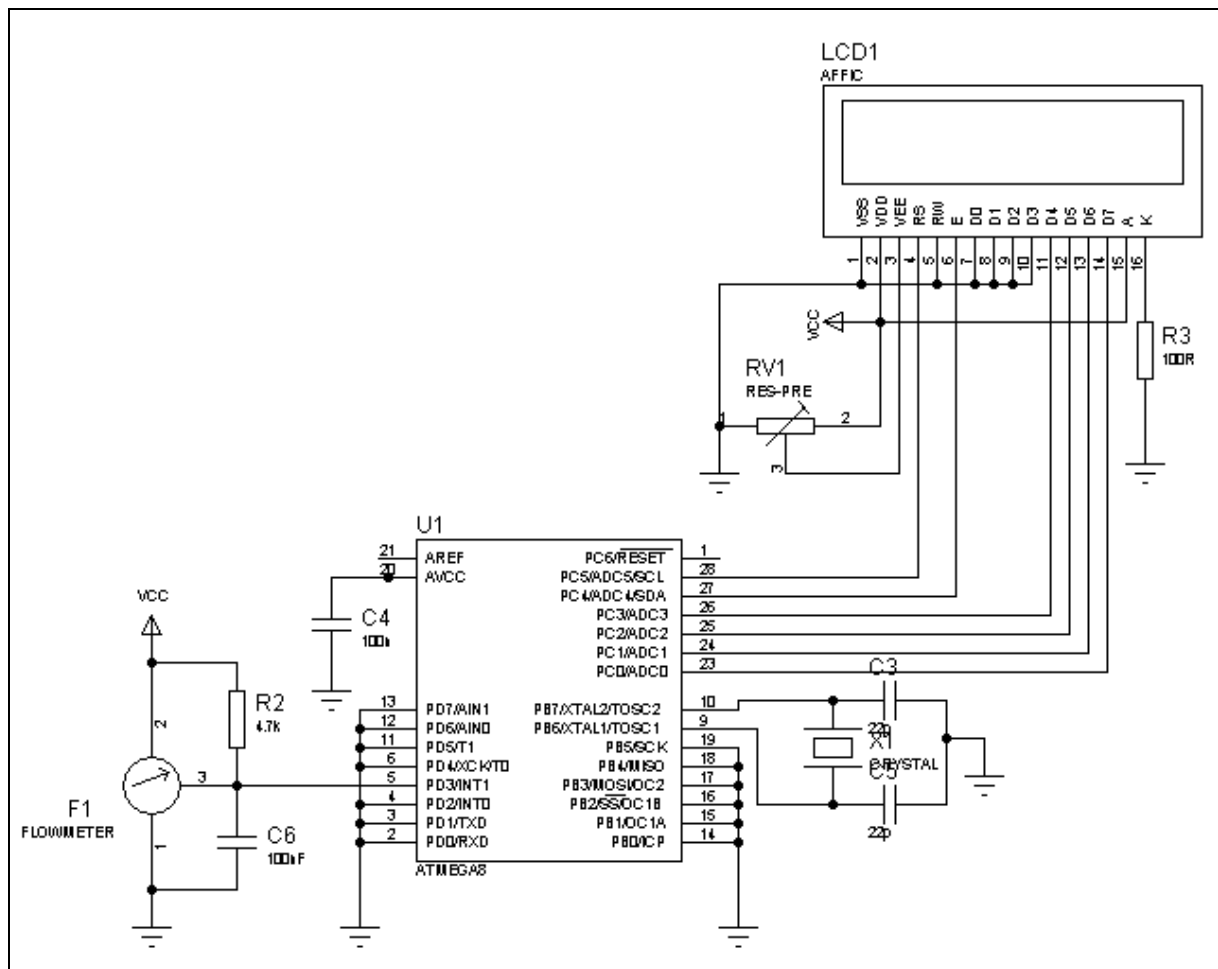 LCD1
AFFIC
VSS
VDD
VEE
RS
RW
E
D0
D1
D2
D3
D4
D5
D6
D7
A
K
1
2
3
4
5
6
7
8
9
10
11
12
13
14
15
16
VCC
R3
100R
RV1
RES-PRE
1
2
3
U1
21 AREF
20 AVCC
PC6/RESET 1
PC5/ADC5/SCL 28
PC4/ADC4/SDA 27
PC3/ADC3 26
PC2/ADC2 25
PC1/ADC1 24
PC0/ADC0 23
C4
100n
VCC
R2
4.7k
2
3
1
F1
FLOWMETER
C6
100nF
13 PD7/AIN1
12 PD6/AIN0
11 PD5/T1
6 PD4/XCK/T0
5 PD3/INT1
4 PD2/INT0
3 PD1/TXD
2 PD0/RXD
PB7/XTAL2/TOSC2 10
PB6/XTAL1/TOSC1 9
PB5/SCK 19
PB4/MISO 18
PB3/MOSI/OC2 17
PB2/SS/OC1B 16
PB1/OC1A 15
PB0/ICP 14
ATMEGA8
C3
22p
X1
CRYSTAL
C5
22p